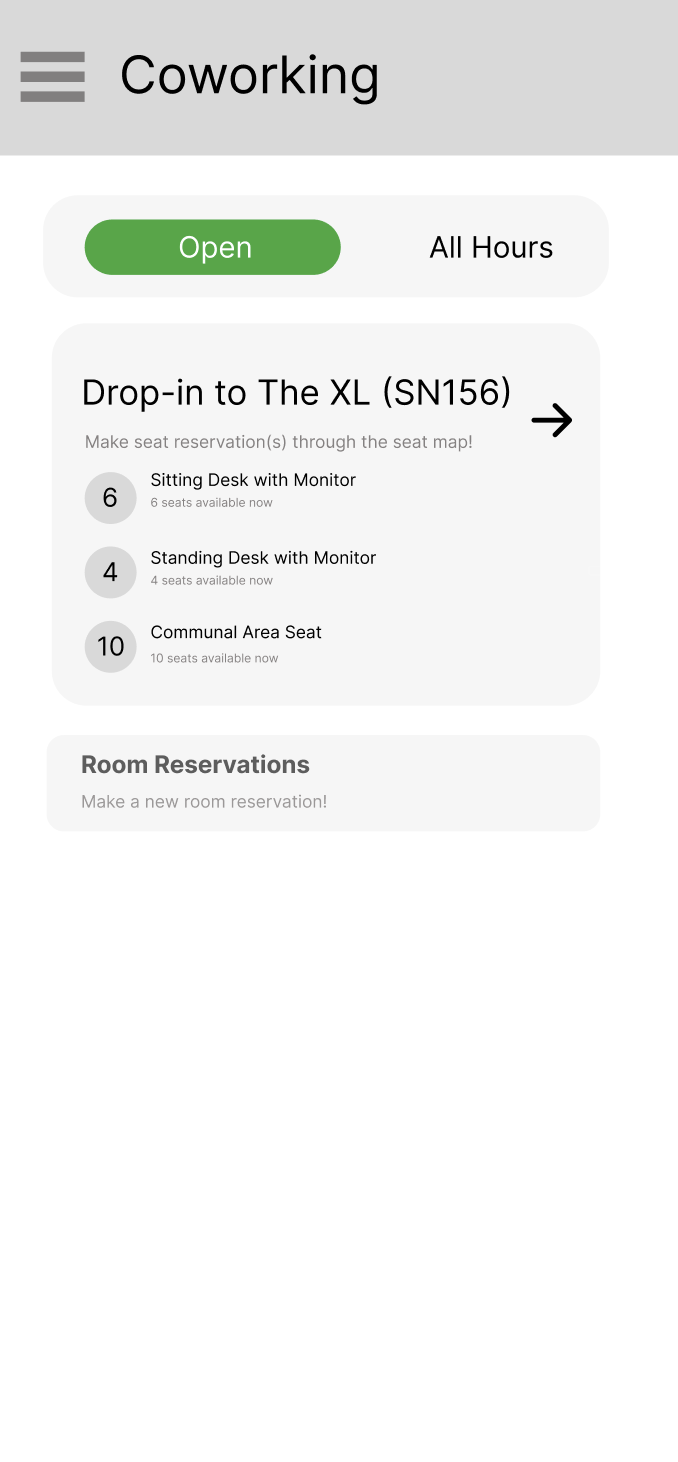 Coworking
Open
All Hours
Drop-in to The XL (SN156)
Make seat reservation(s) through the seat map!
6
Sitting Desk with Monitor
6 seats available now
4
Standing Desk with Monitor
4 seats available now
10
Communal Area Seat
10 seats available now
Room Reservations
Make a new room reservation!